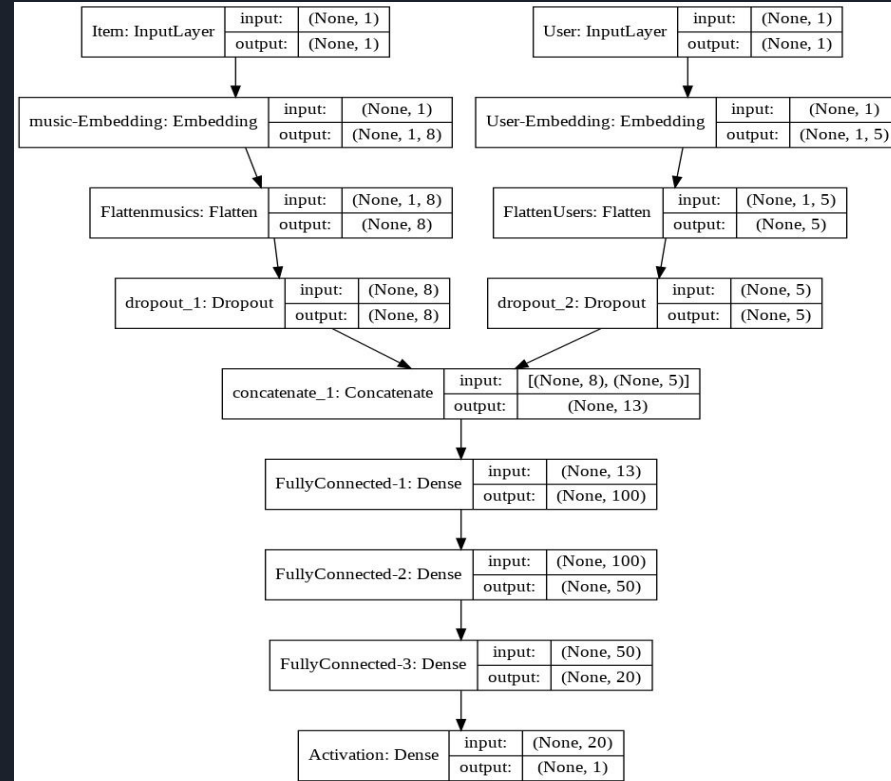 Item: InputLayer
input: (None, 1)
output: (None, 1)
User: InputLayer
input: (None, 1)
output: (None, 1)
music-Embedding: Embedding
input: (None, 1)
output: (None, 1, 8)
User-Embedding: Embedding
input: (None, 1)
output: (None, 1, 5)
Flattenmusics: Flatten
input: (None, 1, 8)
output: (None, 8)
FlattenUsers: Flatten
input: (None, 1, 5)
output: (None, 5)
dropout_1: Dropout
input: (None, 8)
output: (None, 8)
dropout_2: Dropout
input: (None, 5)
output: (None, 5)
concatenate_1: Concatenate
input: [(None, 8), (None, 5)]
output: (None, 13)
FullyConnected-1: Dense
input: (None, 13)
output: (None, 100)
FullyConnected-2: Dense
input: (None, 100)
output: (None, 50)
FullyConnected-3: Dense
input: (None, 50)
output: (None, 20)
Activation: Dense
input: (None, 20)
output: (None, 1)